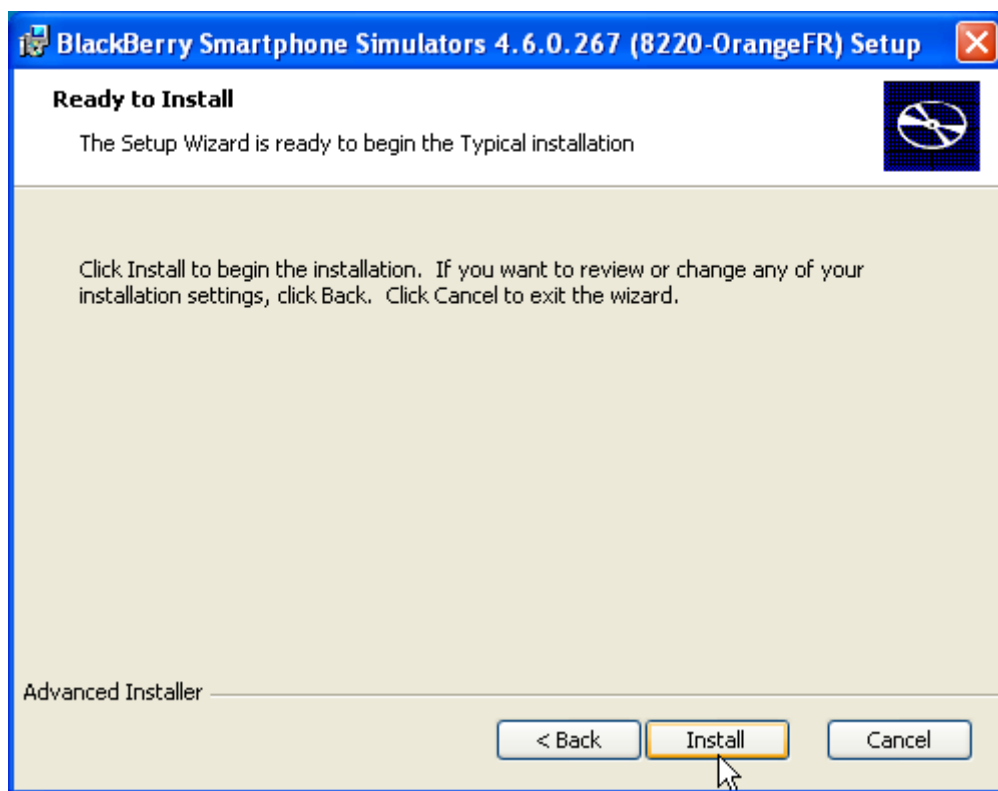 BlackBerry Smartphone Simulators 4.6.0.267 (8220-OrangeFR) Setup
Ready to Install
The Setup Wizard is ready to begin the Typical installation
Click Install to begin the installation.  If you want to review or change any of your
installation settings, click Back.  Click Cancel to exit the wizard.
Advanced Installer
< Back
Install
Cancel